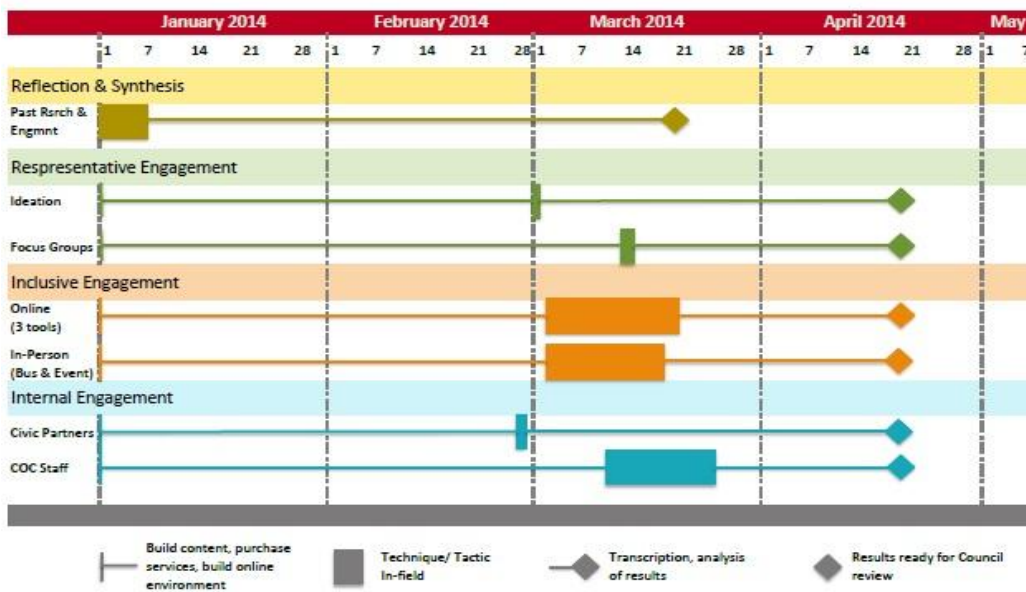 January 2014 February 2014 March 2014 April 2014 May
1 7 14 21 28 1 7 14 21 28 1 7 14 21 28 1 7 14 21 28 1 7
Reflection & Synthesis
Past Rsrch &
Engmnt
Respresentative Engagement
Ideation
Focus Groups
Inclusive Engagement
Online
(3 tools)
In-Person
(Bus & Event)
Internal Engagement
Civic Partners
COC Staff
Build content, purchase
services, build online
environment
Technique/ Tactic
In-field
Transcription, analysis
of results
Results ready for Council
review